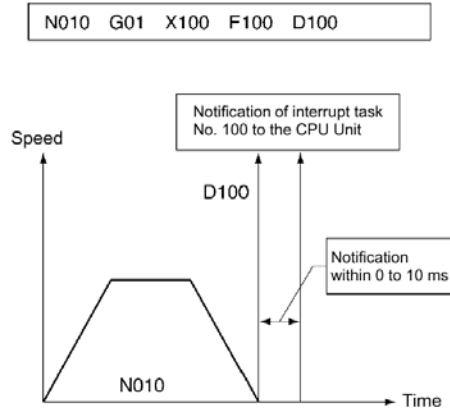 N010 G01 X100 F100 D100
Notification of interrupt task
No. 100 to the CPU Unit
Speed
D100
Notification
within 0 to 10 ms
N010
Time